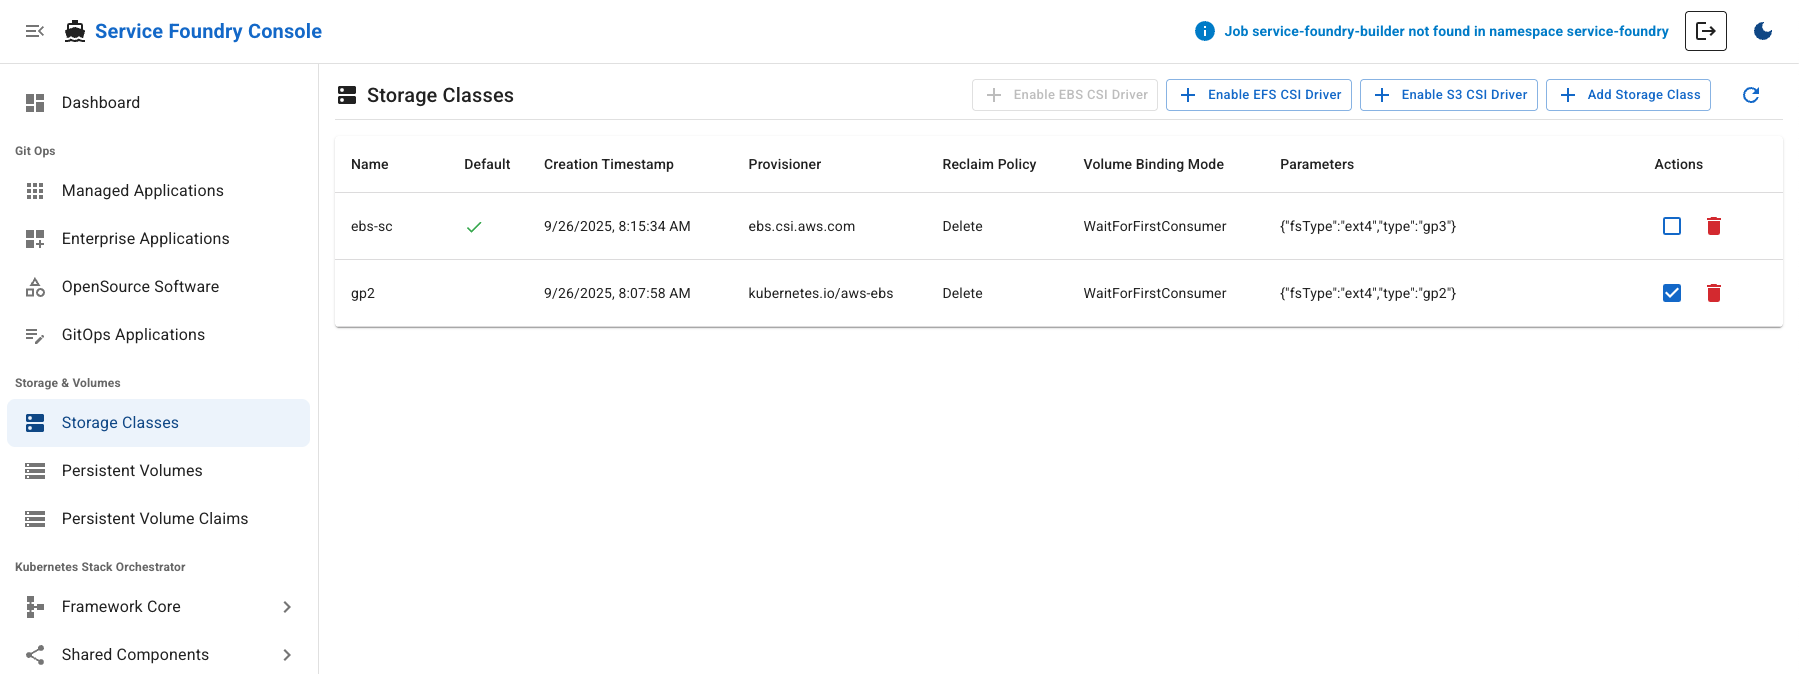 Service Foundry Console
Job service-foundry-builder not found in namespace service-foundry
Dashboard
Git Ops
Managed Applications
Enterprise Applications
OpenSource Software
GitOps Applications
Storage & Volumes
Storage Classes
Persistent Volumes
Persistent Volume Claims
Kubernetes Stack Orchestrator
Framework Core
Shared Components
Storage Classes
Enable EBS CSI Driver Enable EFS CSI Driver Enable S3 CSI Driver Add Storage Class
Name Default Creation Timestamp Provisioner Reclaim Policy Volume Binding Mode Parameters Actions
ebs-sc 9/26/2025, 8:15:34 AM ebs.csi.aws.com Delete WaitForFirstConsumer {"fsType":"ext4","type":"gp3"}
gp2 9/26/2025, 8:07:58 AM kubernetes.io/aws-ebs Delete WaitForFirstConsumer {"fsType":"ext4","type":"gp2"}